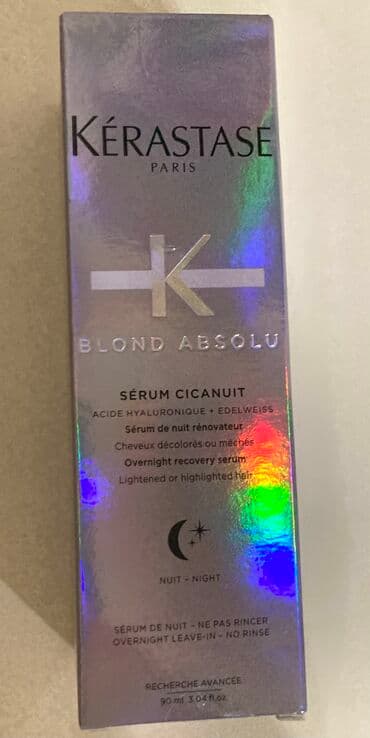 KÉRASTASE
PARIS
K
BLOND ABSOLU
SÉRUM CICANUIT
ACIDE HYALURONIQUE + EDELWEISS
Sérum de nuit rénovateur
Cheveux décolorés ou méchés
Overnight recovery serum
Lightened or highlighted hair
NUIT – NIGHT
SÉRUM DE NUIT – NE PAS RINCER
OVERNIGHT LEAVE-IN – NO RINSE
RECHERCHE AVANCÉE
90 ml 3.04 fl.oz.